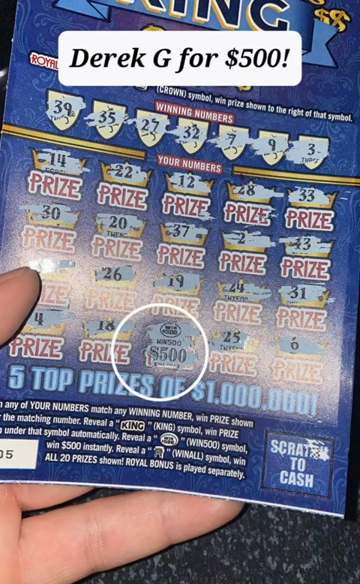 KING
$$
Derek G for $500!
ROYAL
(CROWN) symbol, win prize shown to the right of that symbol.
WINNING NUMBERS
39 35 27 32 7 9 3
YOUR NUMBERS
14 22 12 28 33
PRIZE PRIZE PRIZE PRIZE PRIZE
30 20 37 2
PRIZE PRIZE PRIZE PRIZE PRIZE
26 19 24 31
PRIZE PRIZE PRIZE PRIZE
4 18 WIN500 25 6
PRIZE PRIZE $500 PRIZE PRIZE
5 TOP PRIZES OF $1,000,000!
any of YOUR NUMBERS match any WINNING NUMBER, win PRIZE shown
the matching number. Reveal a "KING" (KING) symbol, win PRIZE
under that symbol automatically. Reveal a " " (WIN500) symbol,
win $500 instantly. Reveal a " " (WINALL) symbol, win
ALL 20 PRIZES shown! ROYAL BONUS is played separately.
05
SCRATCH
TO
CASH